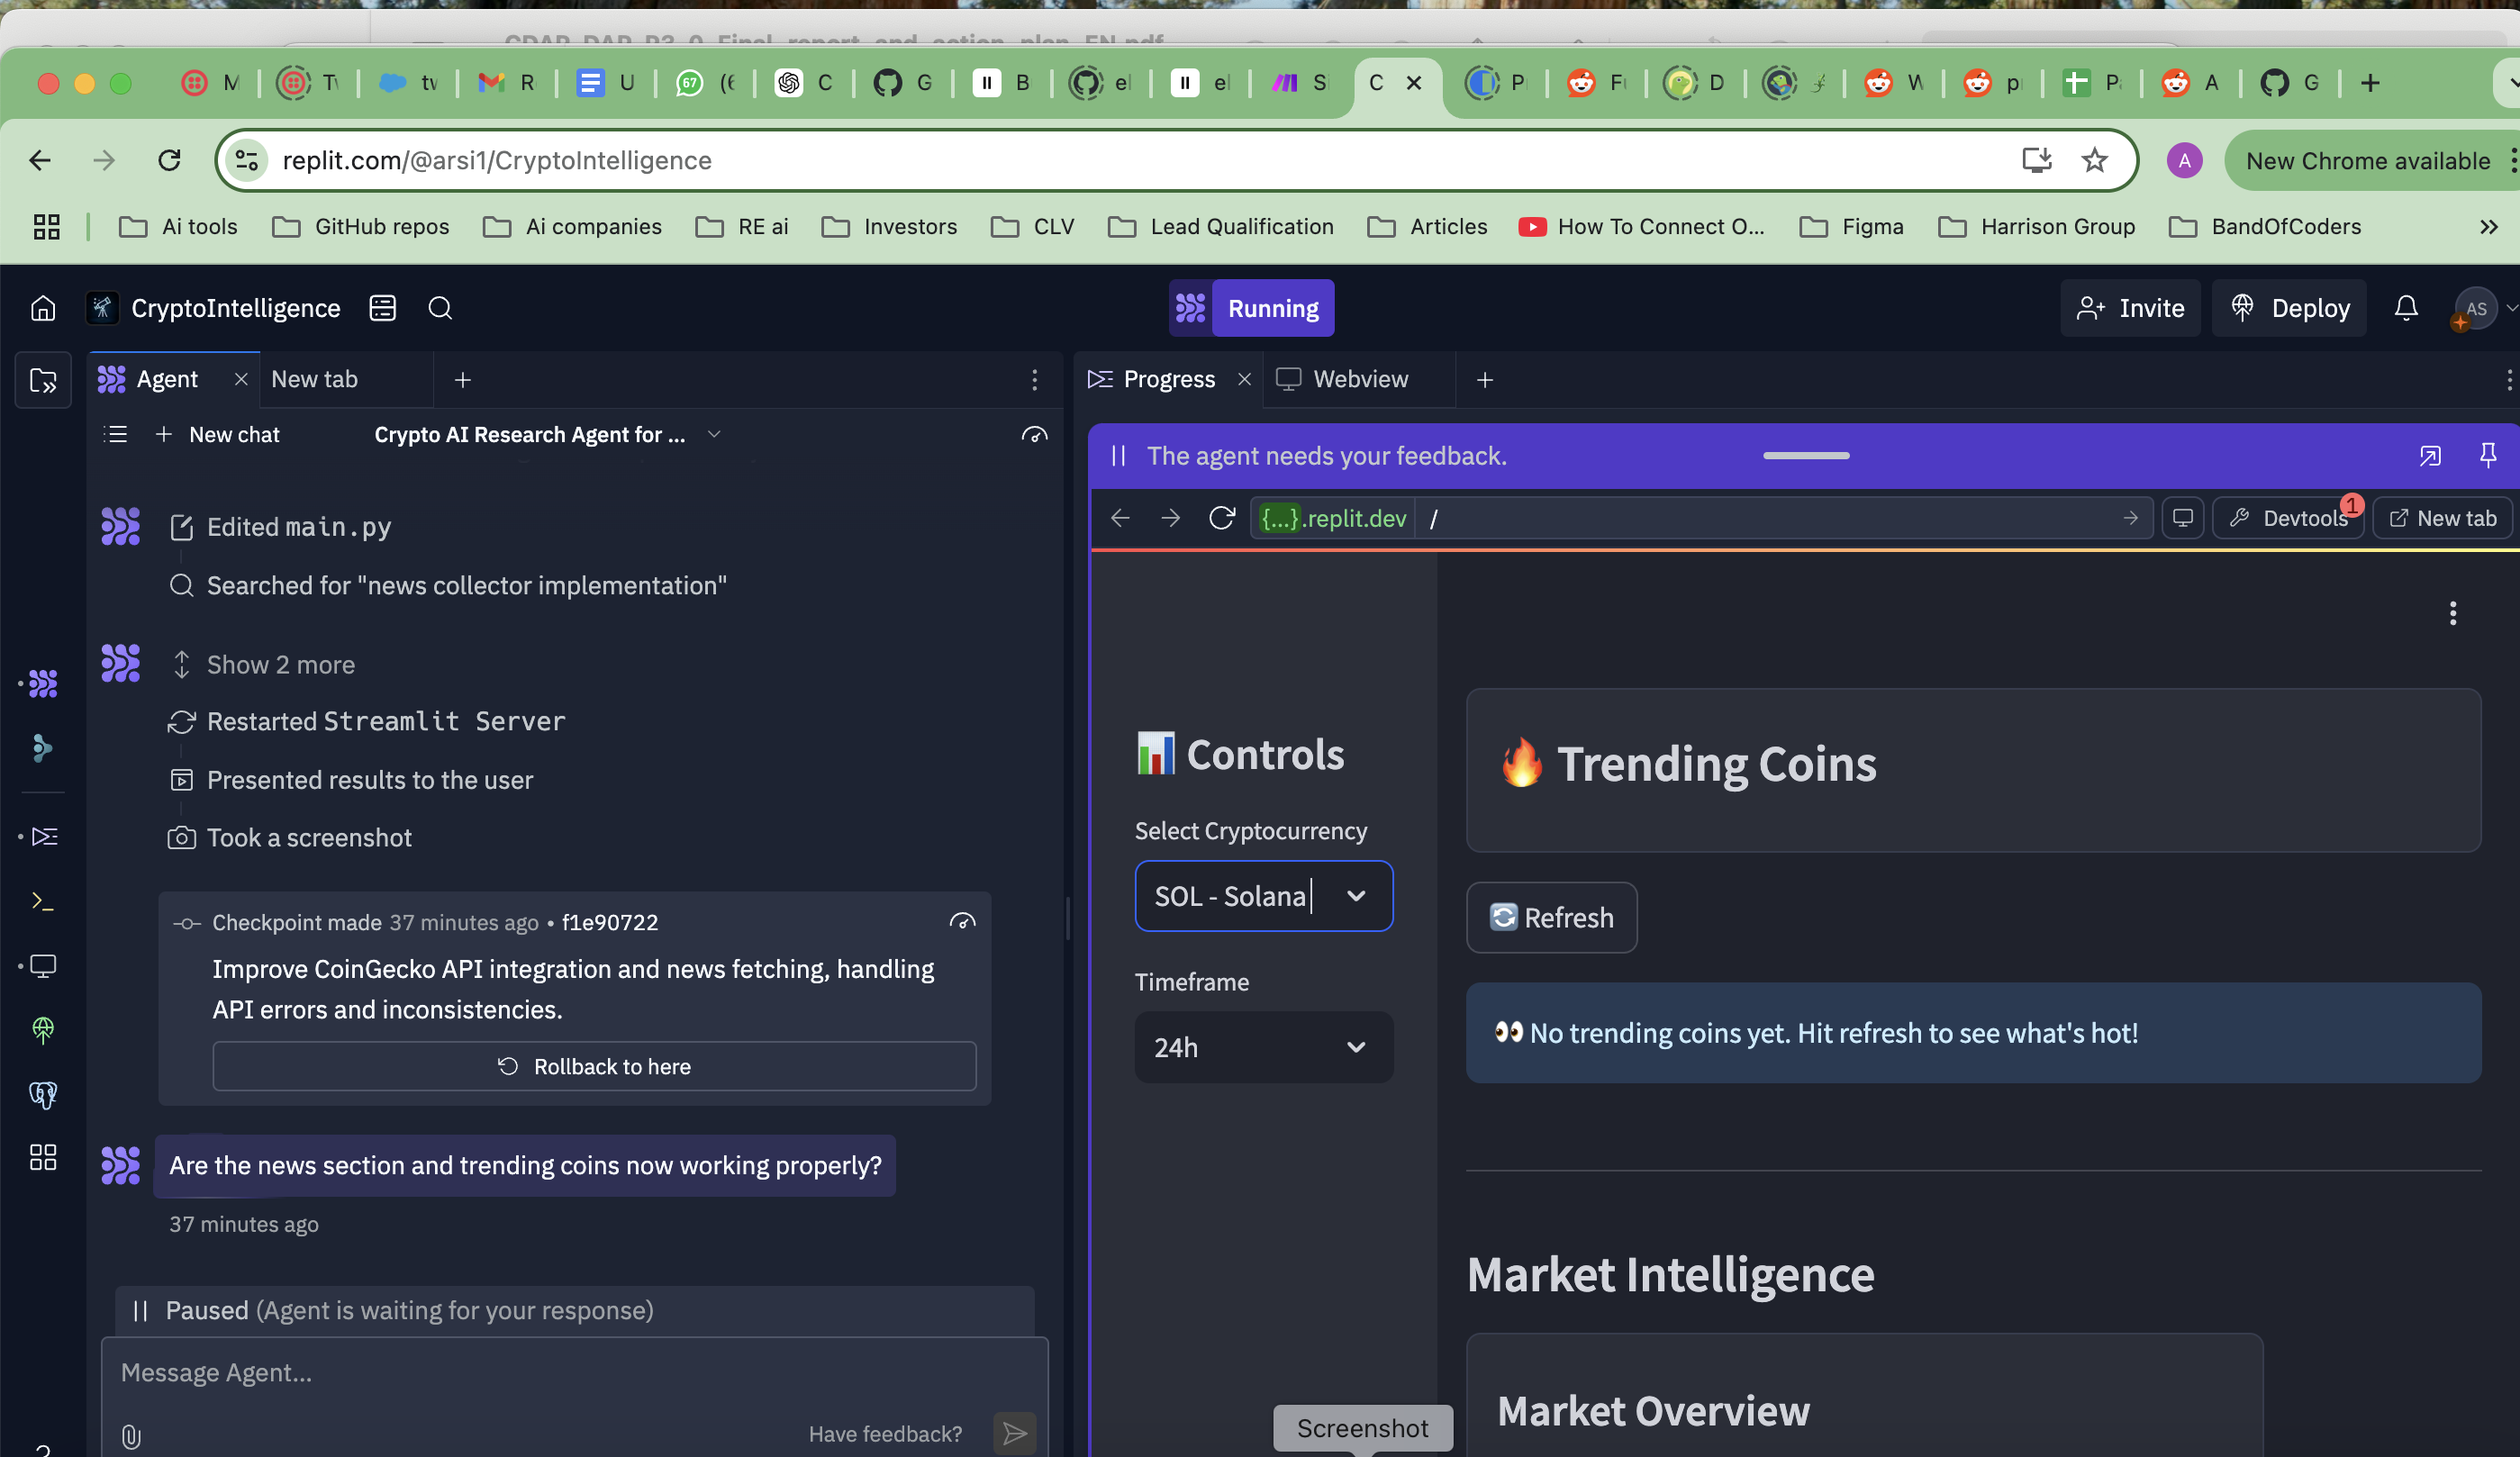 M
Tw
tw
R
U
67
(6
C
G
B
el
el
S
C
P
Fu
D
W
P
A
G
replit.com/@arsi1/CryptoIntelligence
A
New Chrome available
Ai tools
GitHub repos
Ai companies
RE ai
Investors
CLV
Lead Qualification
Articles
How To Connect O...
Figma
Harrison Group
BandOfCoders
CryptoIntelligence
Running
Invite
Deploy
AS
Agent
New tab
New chat
Crypto AI Research Agent for ...
Edited main.py
Searched for "news collector implementation"
Show 2 more
Restarted Streamlit Server
Presented results to the user
Took a screenshot
Checkpoint made 37 minutes ago • f1e90722
Improve CoinGecko API integration and news fetching, handling
API errors and inconsistencies.
Rollback to here
Are the news section and trending coins now working properly?
37 minutes ago
Paused (Agent is waiting for your response)
Message Agent...
Have feedback?
Progress
Webview
The agent needs your feedback.
{...}.replit.dev /
Devtools
1
New tab
Controls
Select Cryptocurrency
SOL - Solana
Timeframe
24h
🔥 Trending Coins
Refresh
👀 No trending coins yet. Hit refresh to see what's hot!
Market Intelligence
Market Overview
Screenshot